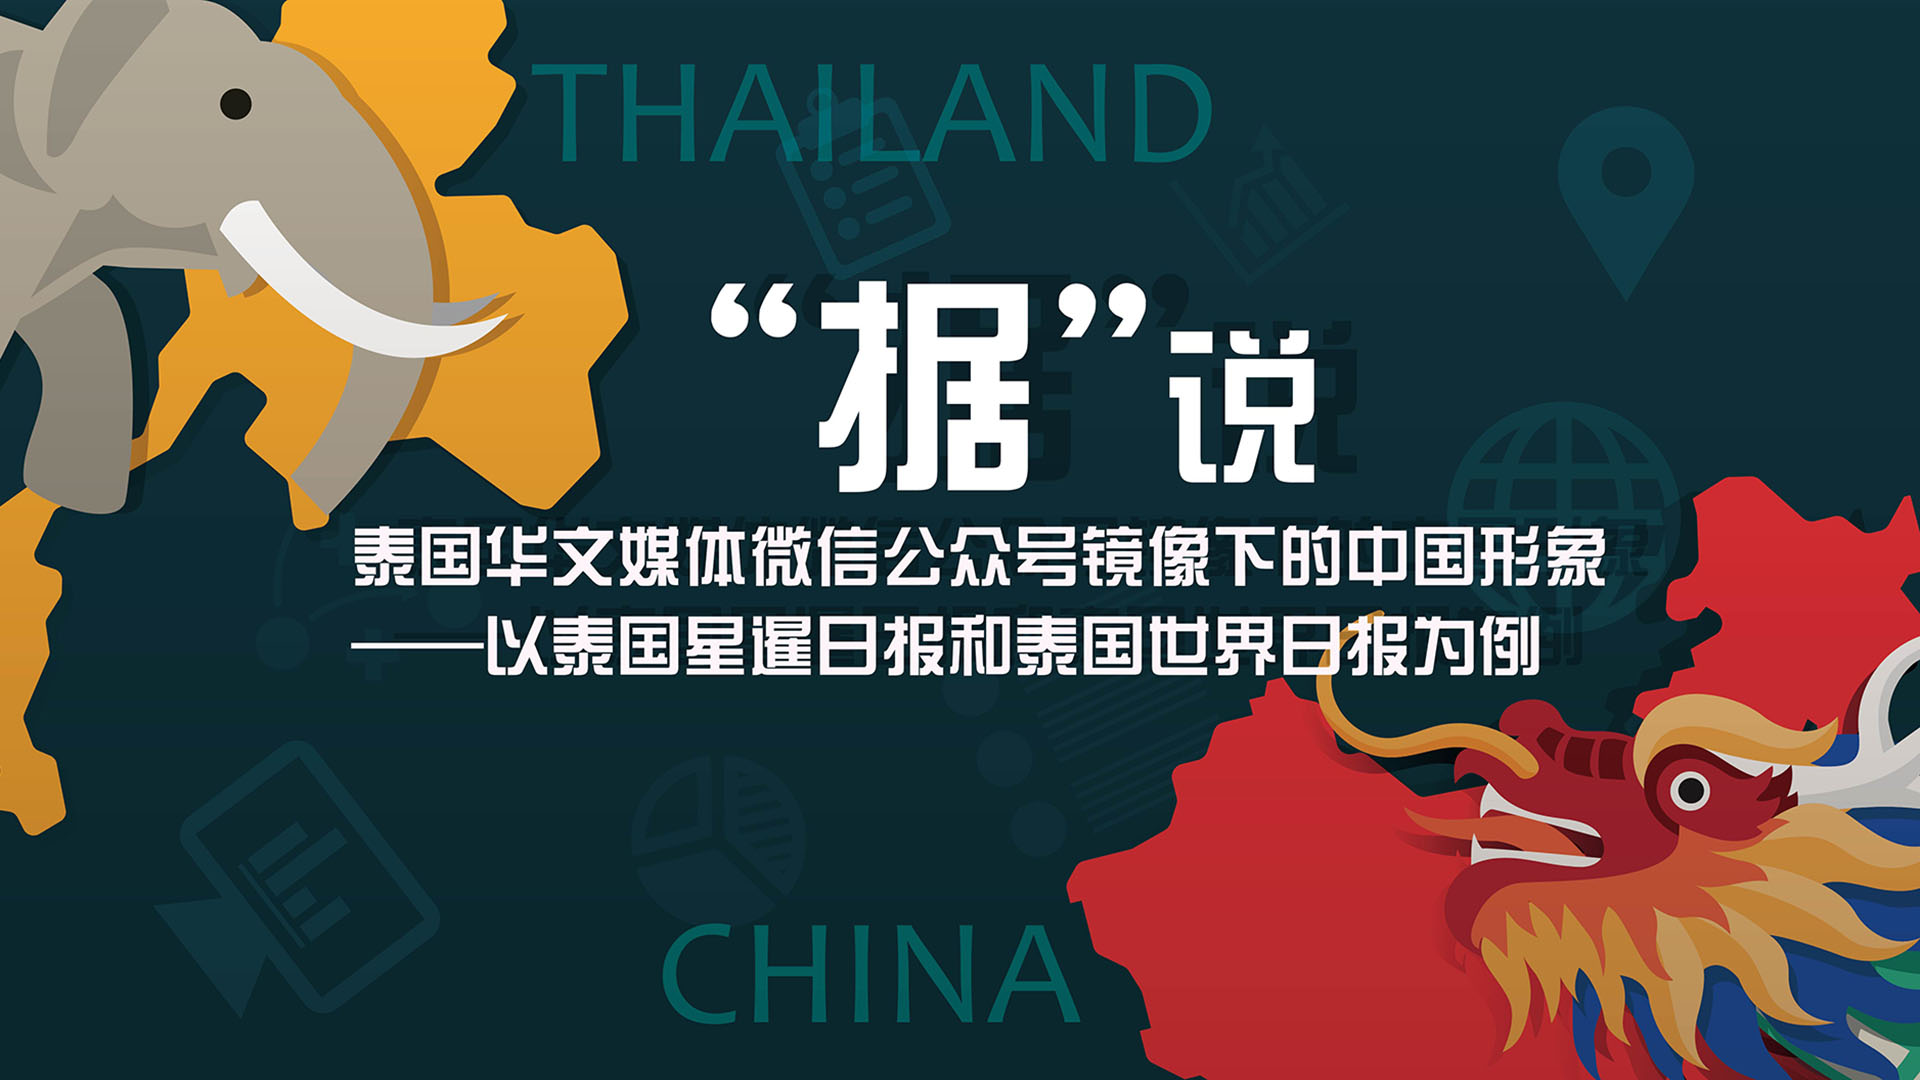 THAILAND
“据”说
泰国华文媒体微信公众号镜像下的中国形象
——以泰国星暹日报和泰国世界日报为例
CHINA